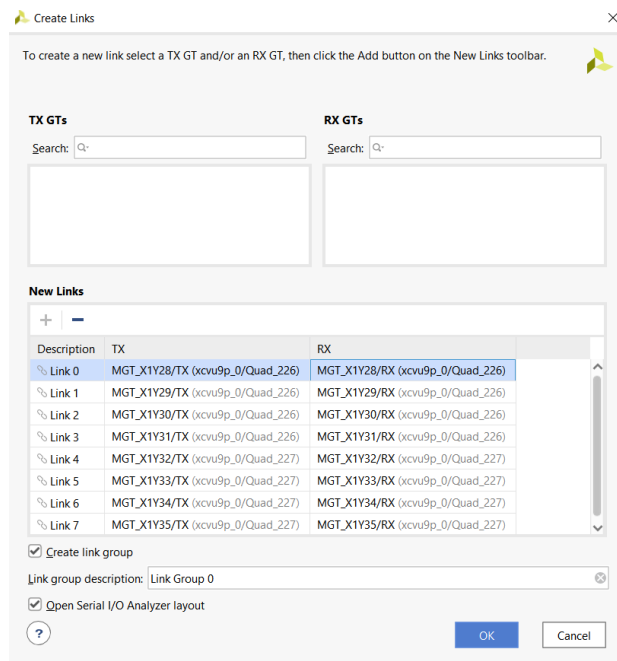 Create Links
To create a new link select a TX GT and/or an RX GT, then click the Add button on the New Links toolbar.
TX GTs
RX GTs
Search:
Search:
New Links
Description TX RX
Link 0 MGT_X1Y28/TX (xcvu9p_0/Quad_226) MGT_X1Y28/RX (xcvu9p_0/Quad_226)
Link 1 MGT_X1Y29/TX (xcvu9p_0/Quad_226) MGT_X1Y29/RX (xcvu9p_0/Quad_226)
Link 2 MGT_X1Y30/TX (xcvu9p_0/Quad_226) MGT_X1Y30/RX (xcvu9p_0/Quad_226)
Link 3 MGT_X1Y31/TX (xcvu9p_0/Quad_226) MGT_X1Y31/RX (xcvu9p_0/Quad_226)
Link 4 MGT_X1Y32/TX (xcvu9p_0/Quad_227) MGT_X1Y32/RX (xcvu9p_0/Quad_227)
Link 5 MGT_X1Y33/TX (xcvu9p_0/Quad_227) MGT_X1Y33/RX (xcvu9p_0/Quad_227)
Link 6 MGT_X1Y34/TX (xcvu9p_0/Quad_227) MGT_X1Y34/RX (xcvu9p_0/Quad_227)
Link 7 MGT_X1Y35/TX (xcvu9p_0/Quad_227) MGT_X1Y35/RX (xcvu9p_0/Quad_227)
Create link group
Link group description: Link Group 0
Open Serial I/O Analyzer layout
? OK Cancel